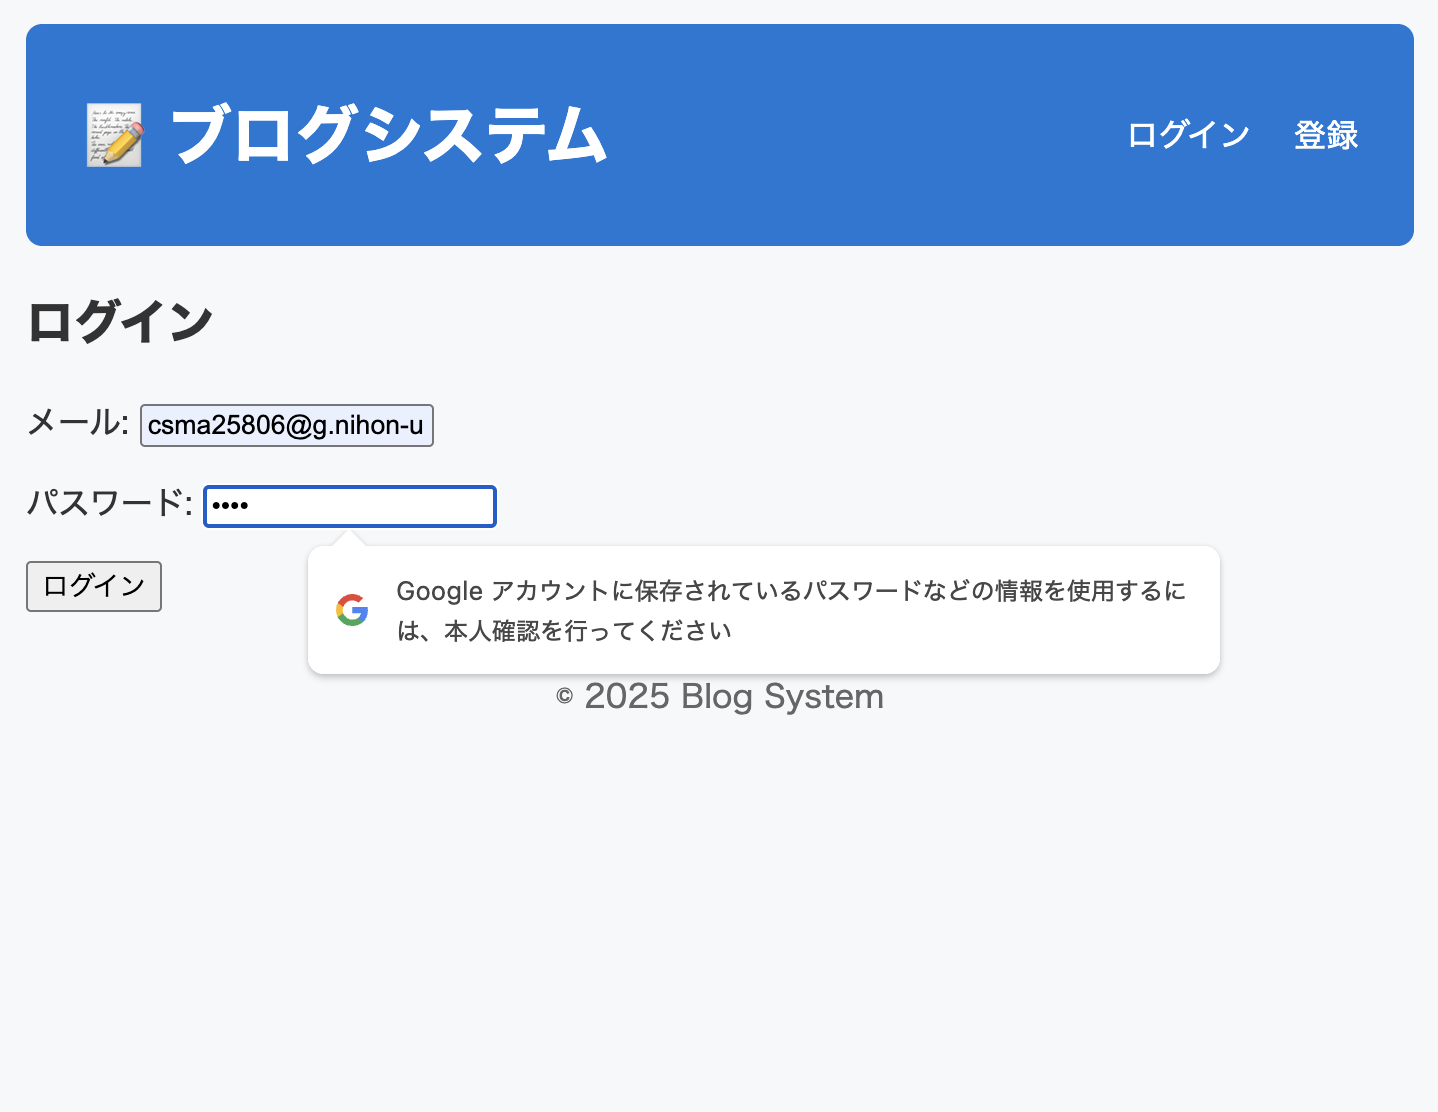 📝 ブログシステム
ログイン 登録
ログイン
メール: csma25806@g.nihon-u
パスワード: ••••
ログイン
Google アカウントに保存されているパスワードなどの情報を使用するに
は、本人確認を行ってください
© 2025 Blog System